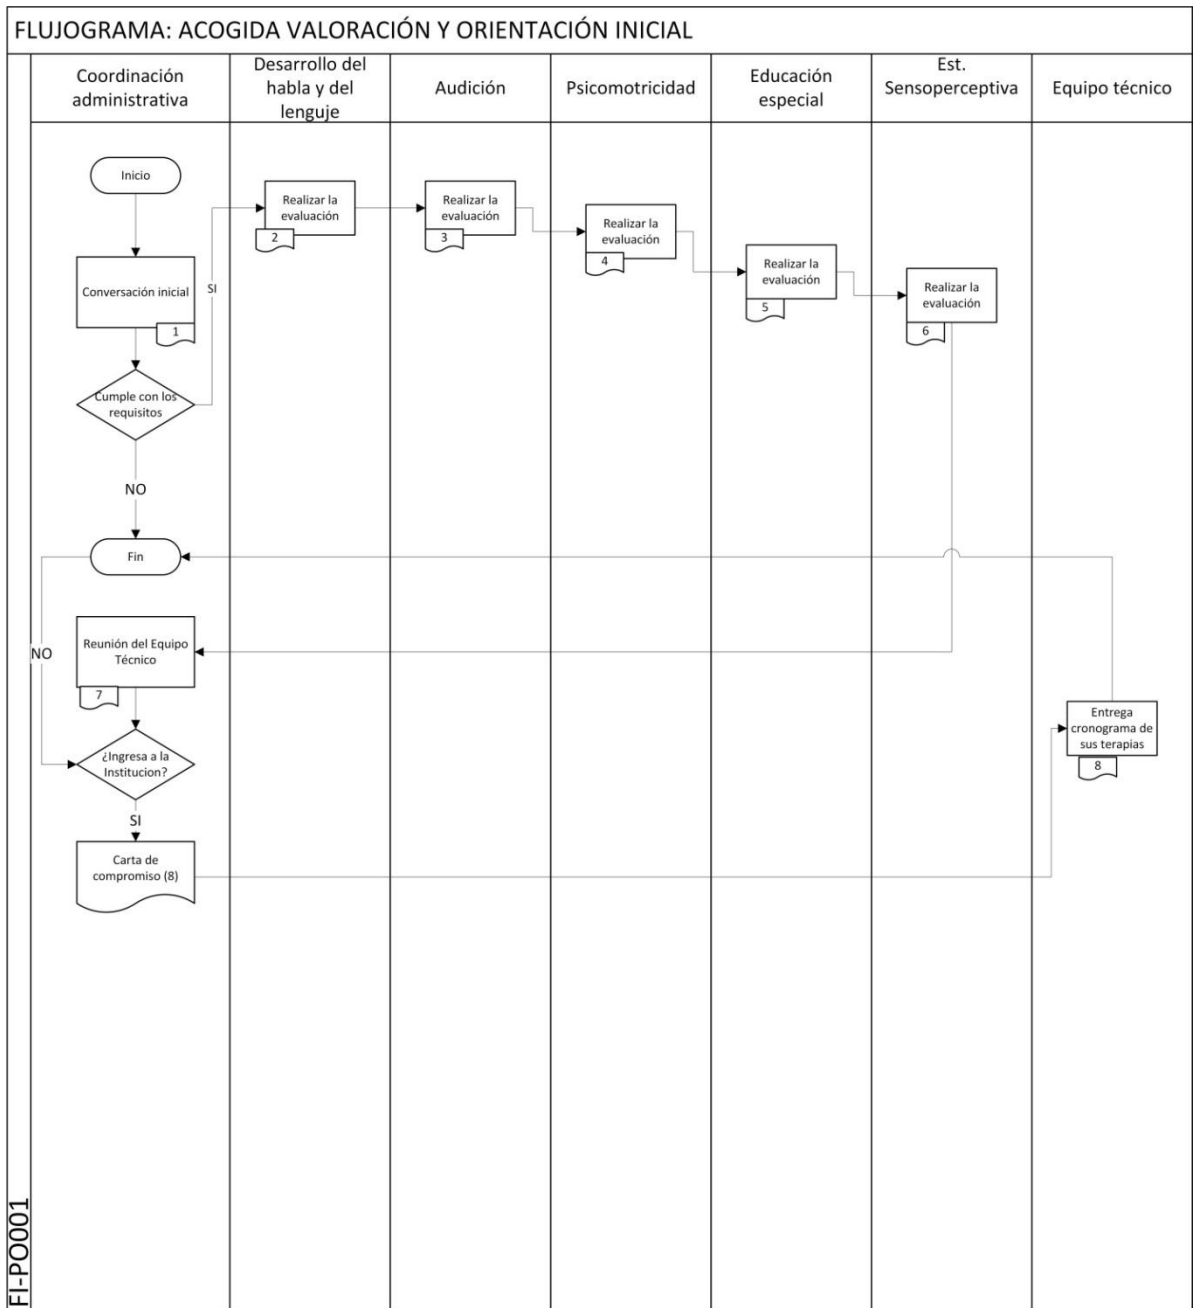 FLUJOGRAMA: ACOGIDA VALORACIÓN Y ORIENTACIÓN INICIAL
Coordinación
administrativa
Desarrollo del
habla y del
lenguje
Audición
Psicomotricidad
Educación
especial
Est.
Sensoperceptiva
Equipo técnico
Inicio
Conversación inicial
1
SI
Cumple con los
requisitos
NO
Fin
Realizar la
evaluación
2
Realizar la
evaluación
3
Realizar la
evaluación
4
Realizar la
evaluación
5
Realizar la
evaluación
6
NO
Reunión del Equipo
Técnico
7
¿Ingresa a la
Institucion?
SI
Carta de
compromiso (8)
Entrega
cronograma de
sus terapias
8
FI-PO001